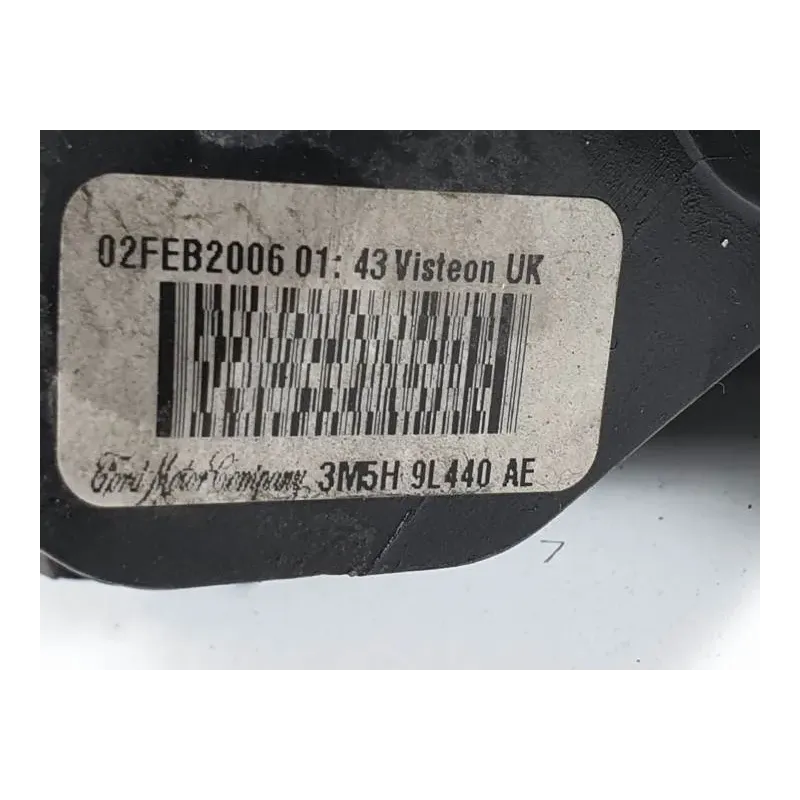 02FEB2006 01: 43 Visteon UK
Ford Motor Company 3M5H 9L440 AE